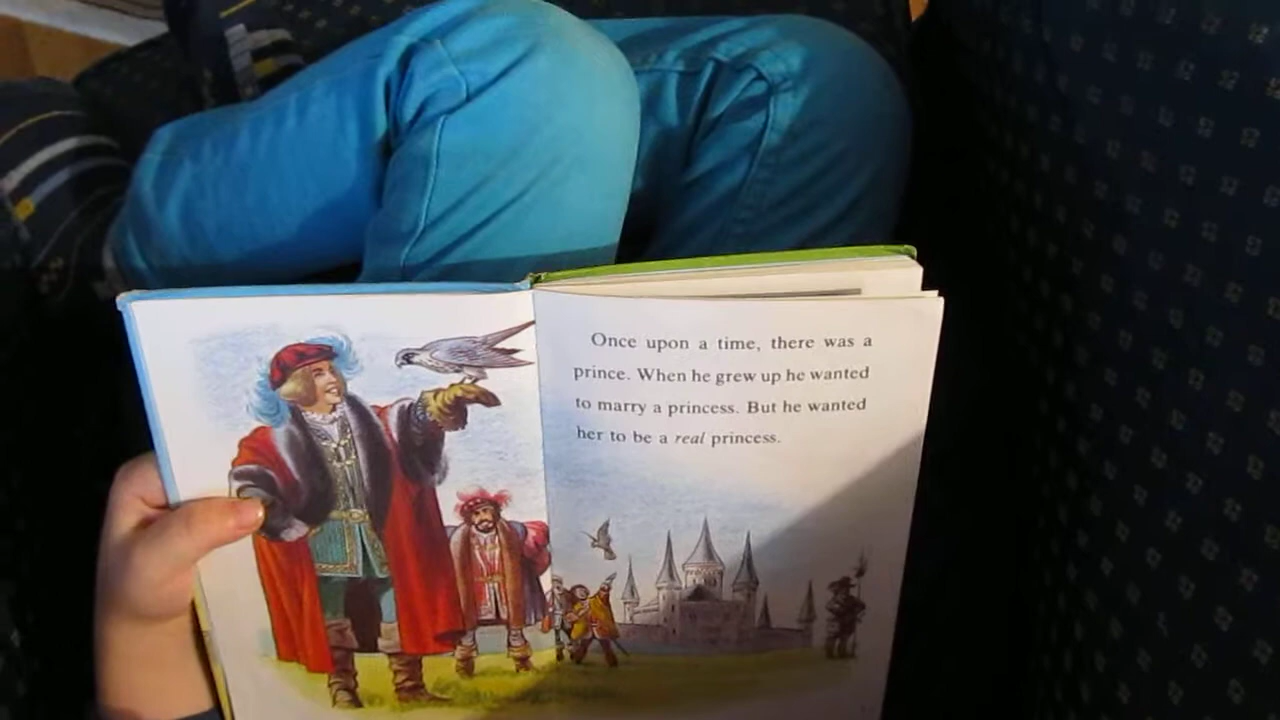 Once upon a time, there was a
prince. When he grew up he wanted
to marry a princess. But he wanted
her to be a real princess.